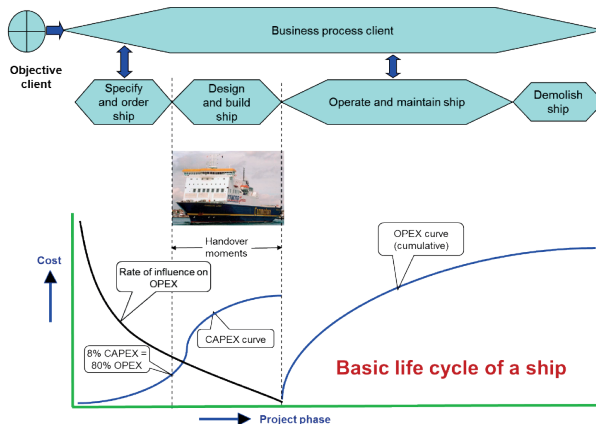 Business process client
Objective
client
Specify
and order
ship
Design
and build
ship
Operate and maintain ship
Demolish
ship
Handover
moments
OPEX curve
(cumulative)
Cost
Rate of influence on
OPEX
CAPEX curve
8% CAPEX =
80% OPEX
Basic life cycle of a ship
Project phase